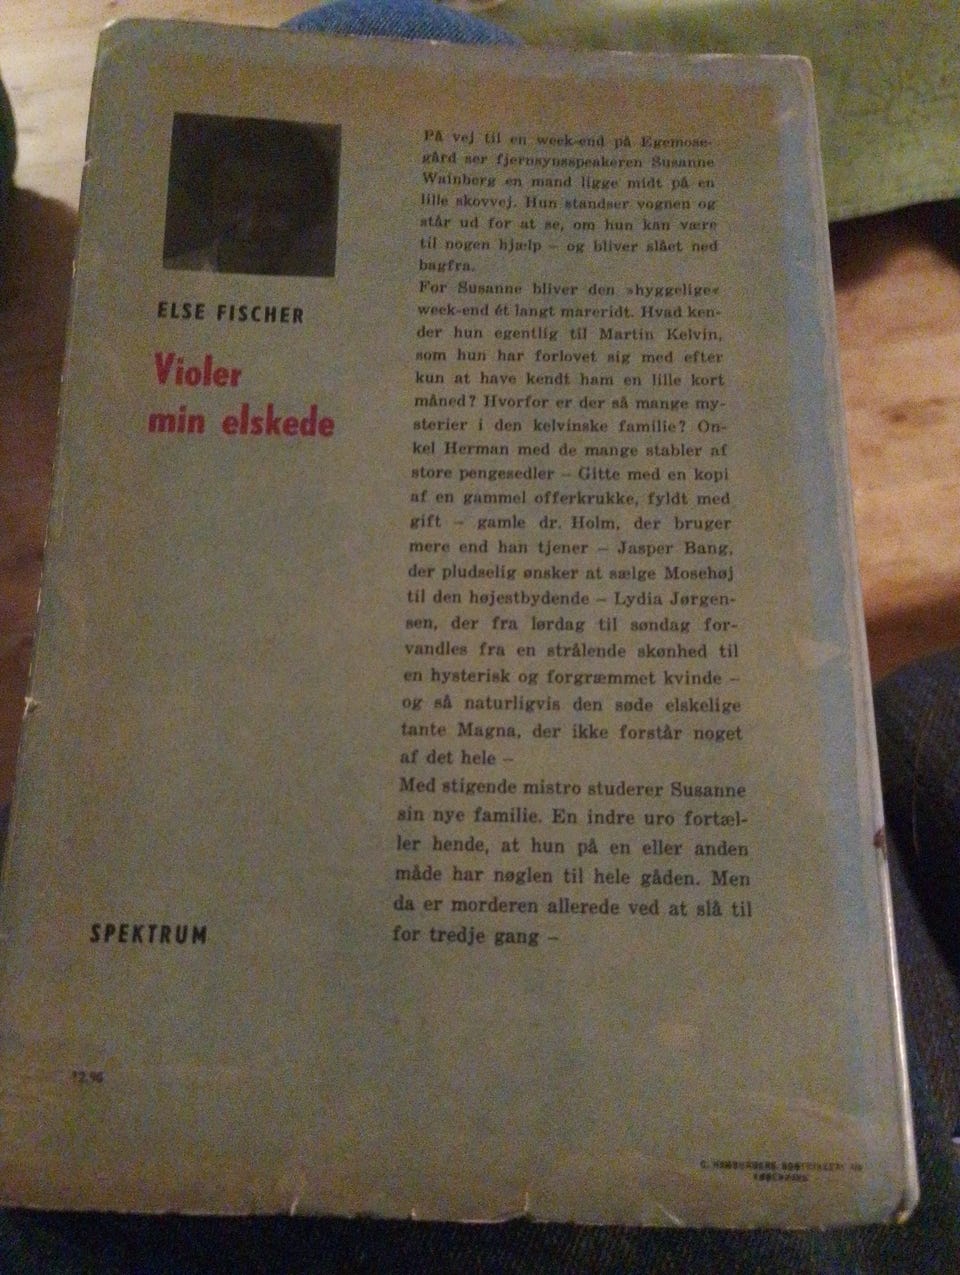 ELSE FISCHER
Violer
min elskede
På vej til en week-end på Egemose-
gård ser fjernsynsspeakeren Susanne
Wainberg en mand ligge midt på en
lille skovvej. Hun standser vognen og
står ud for at se, om hun kan være
til nogen hjælp – og bliver slået ned
bagfra.
For Susanne bliver den »hyggelige«
week-end ét langt mareridt. Hvad ken-
der hun egentlig til Martin Kelvin,
som hun har forlovet sig med efter
kun at have kendt ham en lille kort
måned? Hvorfor er der så mange my-
sterier i den kelvinske familie? On-
kel Herman med de mange stabler af
store pengesedler – Gitte med en kopi
af en gammel offerkrukke, fyldt med
gift – gamle dr. Holm, der bruger
mere end han tjener – Jasper Bang,
der pludselig ønsker at sælge Mosehøj
til den højestbydende – Lydia Jørgen-
sen, der fra lørdag til søndag for-
vandles fra en strålende skønhed til
en hysterisk og forgræmmet kvinde –
og så naturligvis den søde elskelige
tante Magna, der ikke forstår noget
af det hele –
Med stigende mistro studerer Susanne
sin nye familie. En indre uro fortæl-
ler hende, at hun på en eller anden
måde har nøglen til hele gåden. Men
da er morderen allerede ved at slå til
for tredje gang –
SPEKTRUM
KØBENHAVN